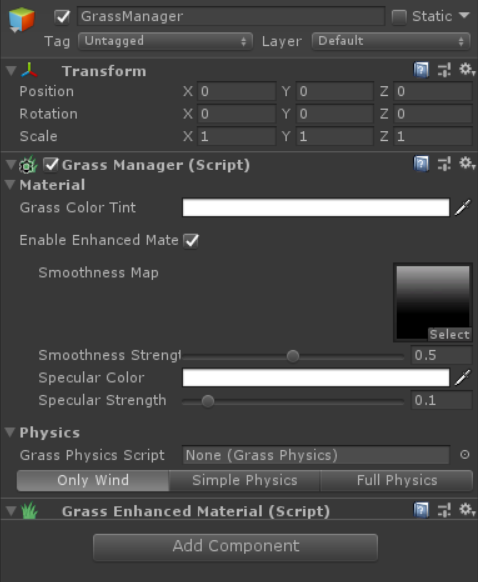 GrassManager Static
Tag Untagged Layer Default
Transform
Position X 0 Y 0 Z 0
Rotation X 0 Y 0 Z 0
Scale X 1 Y 1 Z 1
Grass Manager (Script)
Material
Grass Color Tint
Enable Enhanced Mate
Smoothness Map
Select
Smoothness Strengt 0.5
Specular Color
Specular Strength 0.1
Physics
Grass Physics Script None (Grass Physics)
Only Wind Simple Physics Full Physics
Grass Enhanced Material (Script)
Add Component